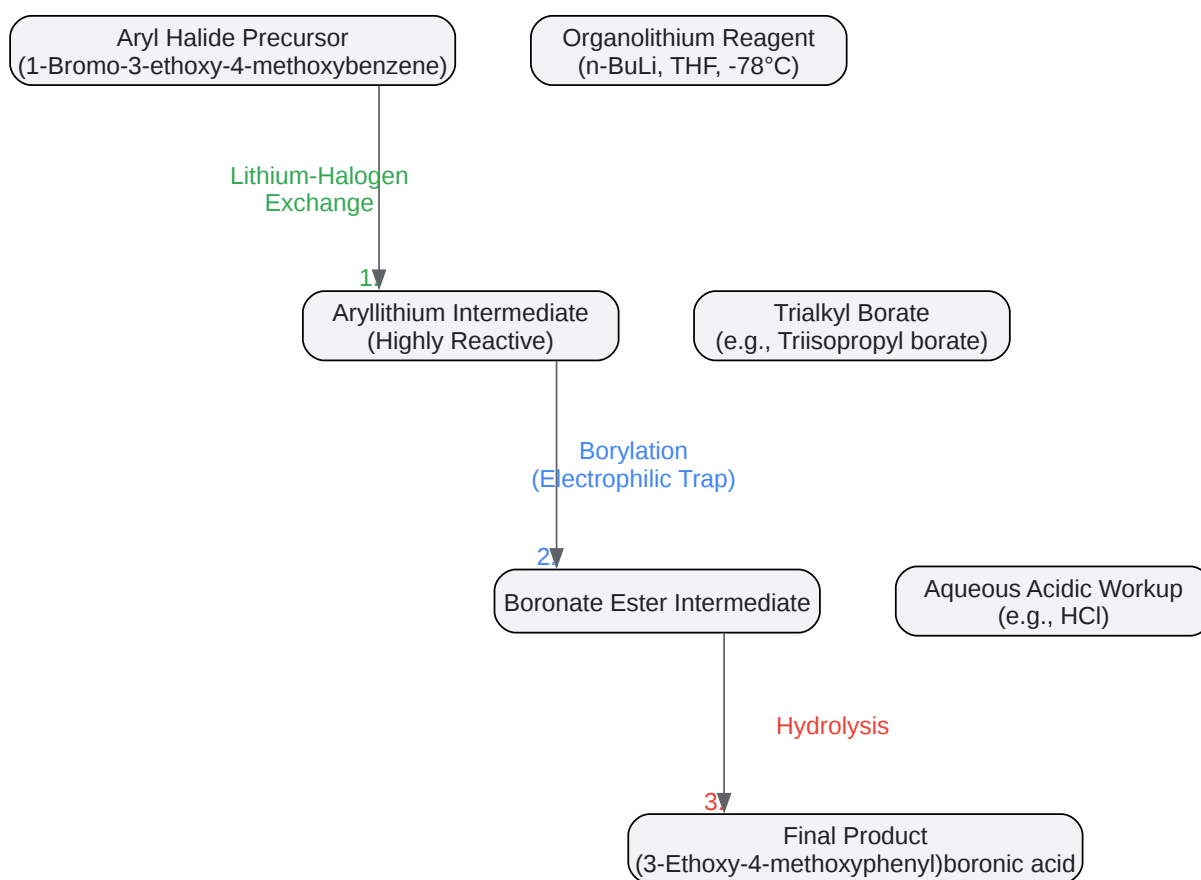 Aryl Halide Precursor
(1-Bromo-3-ethoxy-4-methoxybenzene)
Organolithium Reagent
(n-BuLi, THF, -78°C)
Lithium-Halogen
Exchange
1.
Aryllithium Intermediate
(Highly Reactive)
Trialkyl Borate
(e.g., Triisopropyl borate)
Borylation
(Electrophilic Trap)
2.
Boronate Ester Intermediate
Aqueous Acidic Workup
(e.g., HCl)
Hydrolysis
3.
Final Product
(3-Ethoxy-4-methoxyphenyl)boronic acid